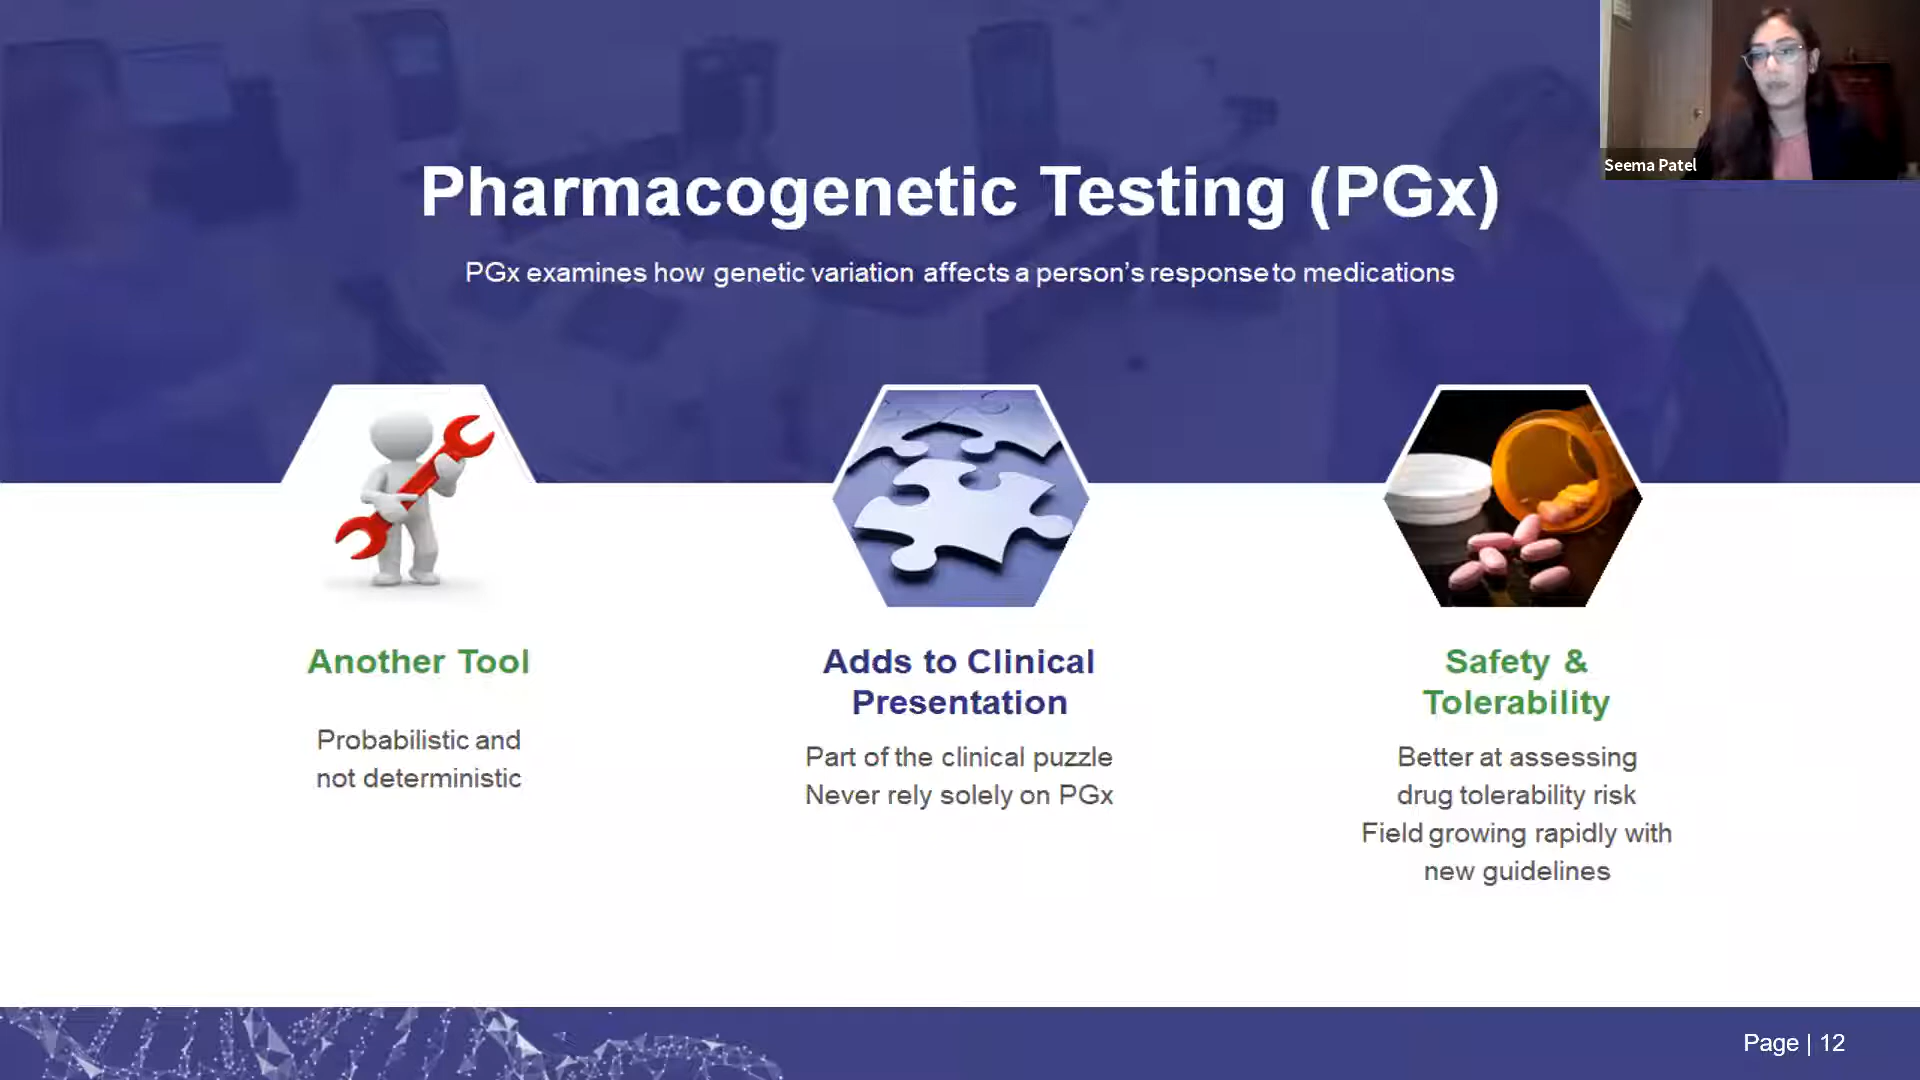 Seema Patel
Pharmacogenetic Testing (PGx)
PGx examines how genetic variation affects a person’s response to medications
Another Tool
Probabilistic and
not deterministic
Adds to Clinical
Presentation
Part of the clinical puzzle
Never rely solely on PGx
Safety &
Tolerability
Better at assessing
drug tolerability risk
Field growing rapidly with
new guidelines
Page | 12